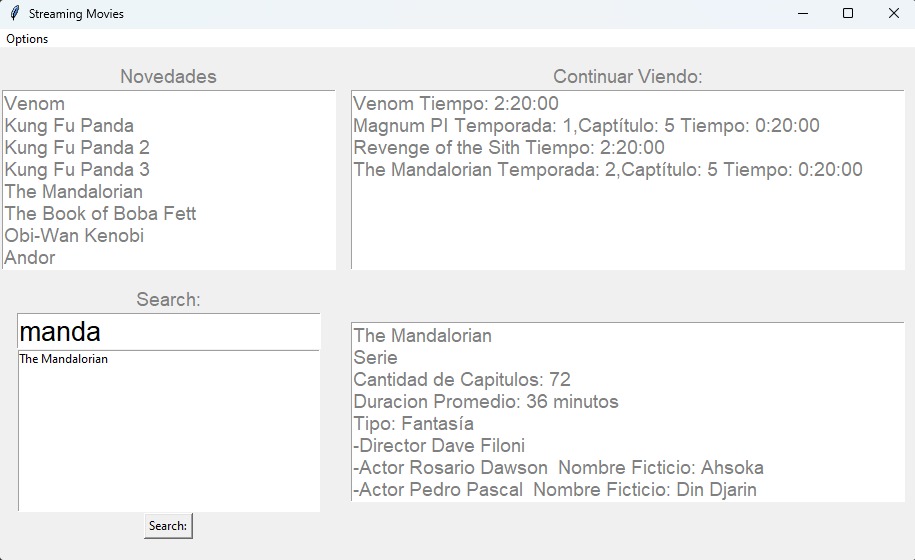 Streaming Movies
Options
Novedades
Venom
Kung Fu Panda
Kung Fu Panda 2
Kung Fu Panda 3
The Mandalorian
The Book of Boba Fett
Obi-Wan Kenobi
Andor
Continuar Viendo:
Venom Tiempo: 2:20:00
Magnum PI Temporada: 1,Captítulo: 5 Tiempo: 0:20:00
Revenge of the Sith Tiempo: 2:20:00
The Mandalorian Temporada: 2,Captítulo: 5 Tiempo: 0:20:00
Search:
manda
The Mandalorian
Search:
The Mandalorian
Serie
Cantidad de Capitulos: 72
Duracion Promedio: 36 minutos
Tipo: Fantasía
-Director Dave Filoni
-Actor Rosario Dawson  Nombre Ficticio: Ahsoka
-Actor Pedro Pascal  Nombre Ficticio: Din Djarin